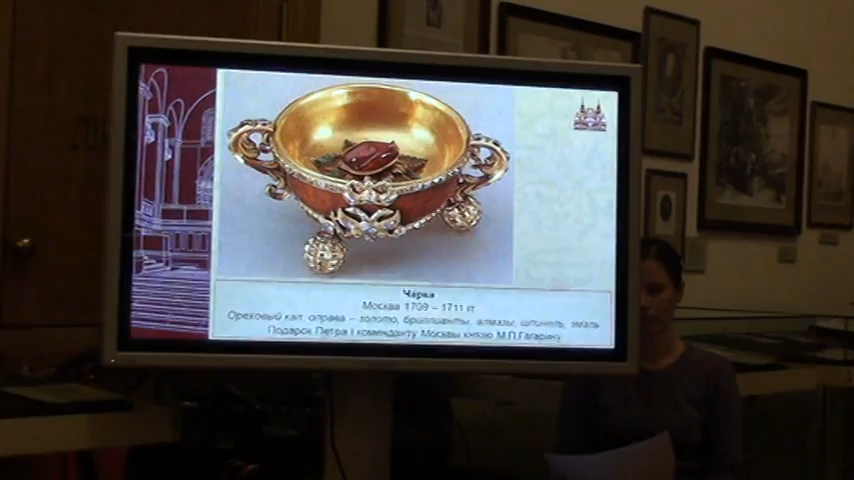 Чарка
Москва 1709 – 1711 гг
Ореховый кап, оправа – золото, бриллианты, алмазы, шпинель, эмаль
Подарок Петра I коменданту Москвы князю М.П.Гагарину